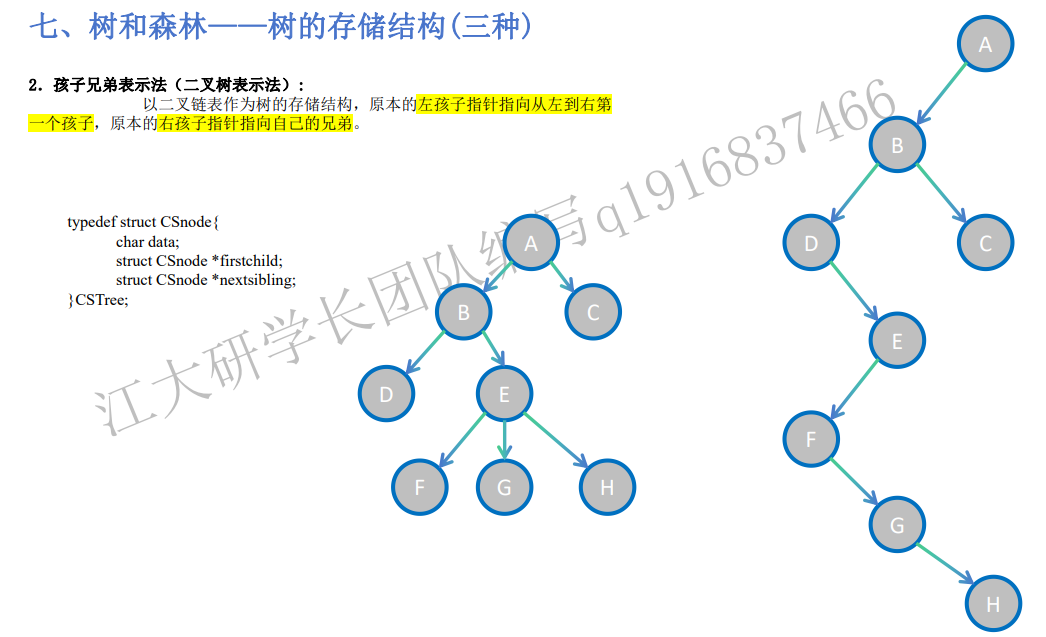 七、树和森林——树的存储结构(三种)
2．孩子兄弟表示法（二叉树表示法）：
以二叉链表作为树的存储结构，原本的左孩子指针指向从左到右第
一个孩子，原本的右孩子指针指向自己的兄弟。
typedef struct CSnode{
char data;
struct CSnode *firstchild;
struct CSnode *nextsibling;
}CSTree;
江大研学长团队编写q1916837466
A
B
C
D
E
F
G
H
A
B
D
C
E
F
G
H